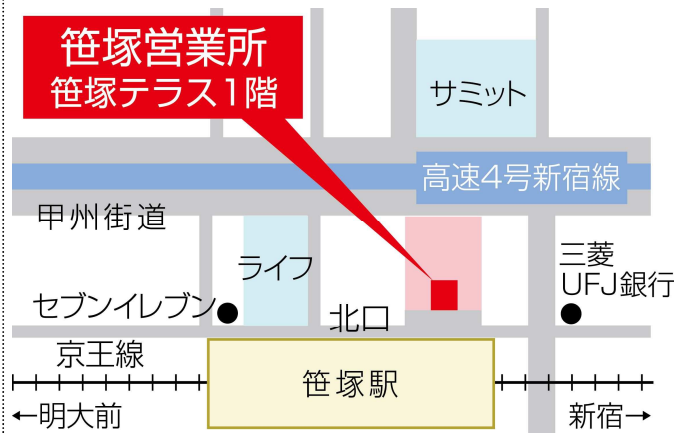 笹塚営業所
笹塚テラス1階
サミット
高速4号新宿線
甲州街道
ライフ
三菱
UFJ銀行
セブンイレブン
北口
京王線
笹塚駅
←明大前
新宿→